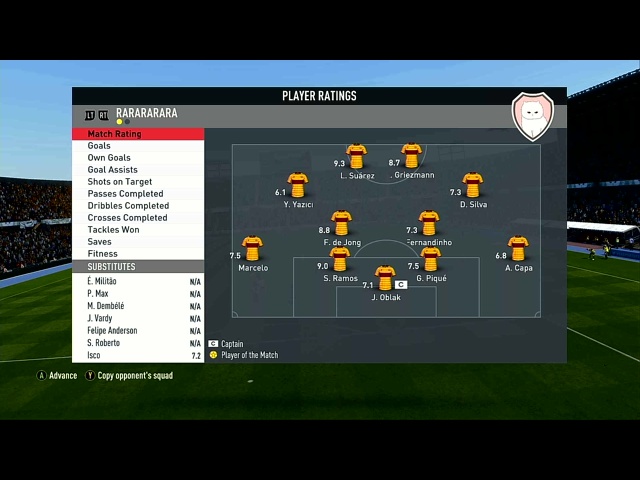 PLAYER RATINGS
LT RT RARARARARA
Match Rating
Goals
Own Goals
Goal Assists
Shots on Target
Passes Completed
Dribbles Completed
Crosses Completed
Tackles Won
Saves
Fitness
SUBSTITUTES
É. Militão N/A
P. Max N/A
M. Dembélé N/A
J. Vardy N/A
Felipe Anderson N/A
S. Roberto N/A
Isco 7.2
9.3 8.7
L. Suárez . Griezmann
6.1 7.3
Y. Yazıcı D. Silva
8.8 7.3
F. de Jong Fernandinho
7.5 6.8
Marcelo A. Capa
9.0 7.5
S. Ramos G. Piqué
7.1 C
J. Oblak
C Captain
Player of the Match
A Advance Y Copy opponent's squad